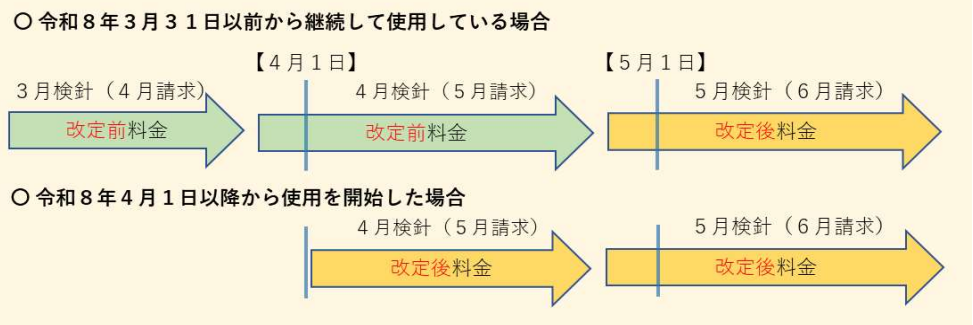 〇 令和８年３月３１日以前から継続して使用している場合
【４月１日】 【５月１日】
３月検針（４月請求） ４月検針（５月請求） ５月検針（６月請求）
改定前料金 改定前料金 改定後料金
〇 令和８年４月１日以降から使用を開始した場合
４月検針（５月請求） ５月検針（６月請求）
改定後料金 改定後料金